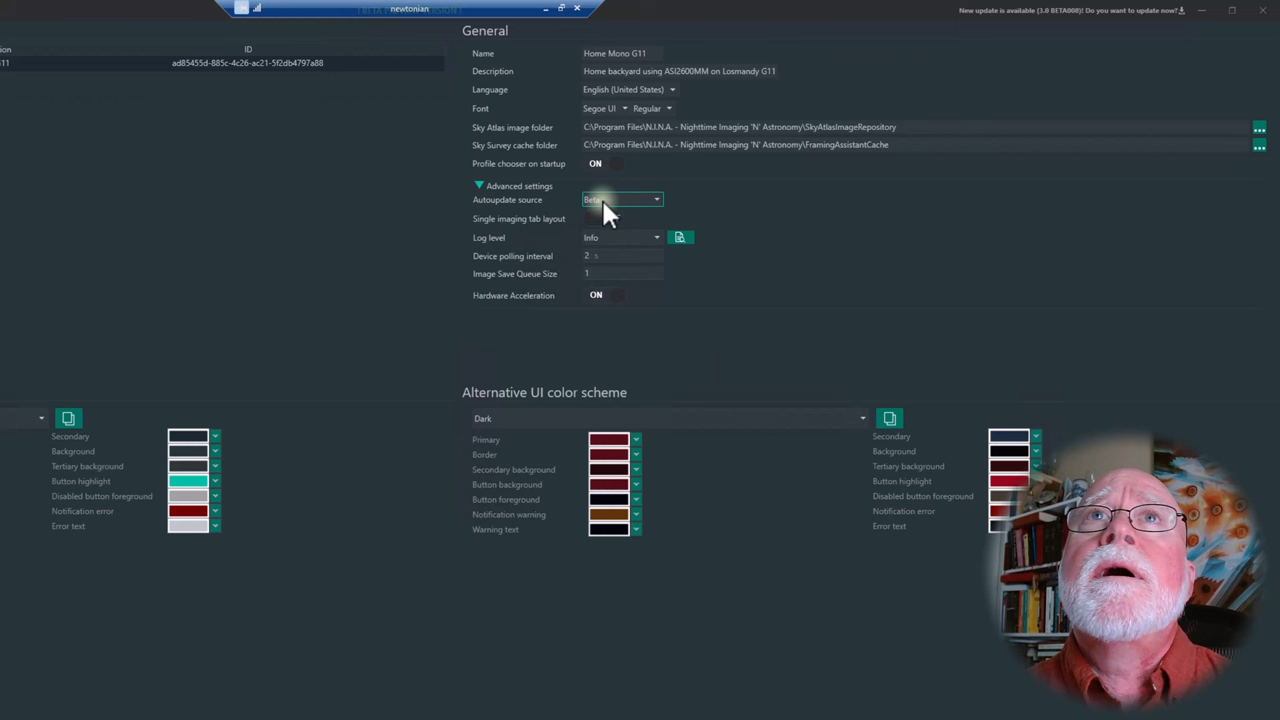 newtonian
New update is available (3.0 BETA008)! Do you want to update now?
General
ion
ID
Name
Home Mono G11
G11
ad85455d-885c-4c26-ac21-5f2db4797a88
Description
Home backyard using ASI2600MM on Losmandy G11
Language
English (United States)
Font
Segoe UI
Regular
Sky Atlas image folder
C:\Program Files\N.I.N.A. - Nighttime Imaging 'N' Astronomy\SkyAtlasImageRepository
...
Sky Survey cache folder
C:\Program Files\N.I.N.A. - Nighttime Imaging 'N' Astronomy\FramingAssistantCache
...
Profile chooser on startup
ON
Advanced settings
Autoupdate source
Beta
Single imaging tab layout
Log level
Info
Device polling interval
2 s
Image Save Queue Size
1
Hardware Acceleration
ON
Alternative UI color scheme
Dark
Secondary
Background
Tertiary background
Button highlight
Disabled button foreground
Notification error
Error text
Primary
Border
Secondary background
Button background
Button foreground
Notification warning
Warning text
Secondary
Background
Tertiary background
Button highlight
Disabled button foreground
Notification error
Error text